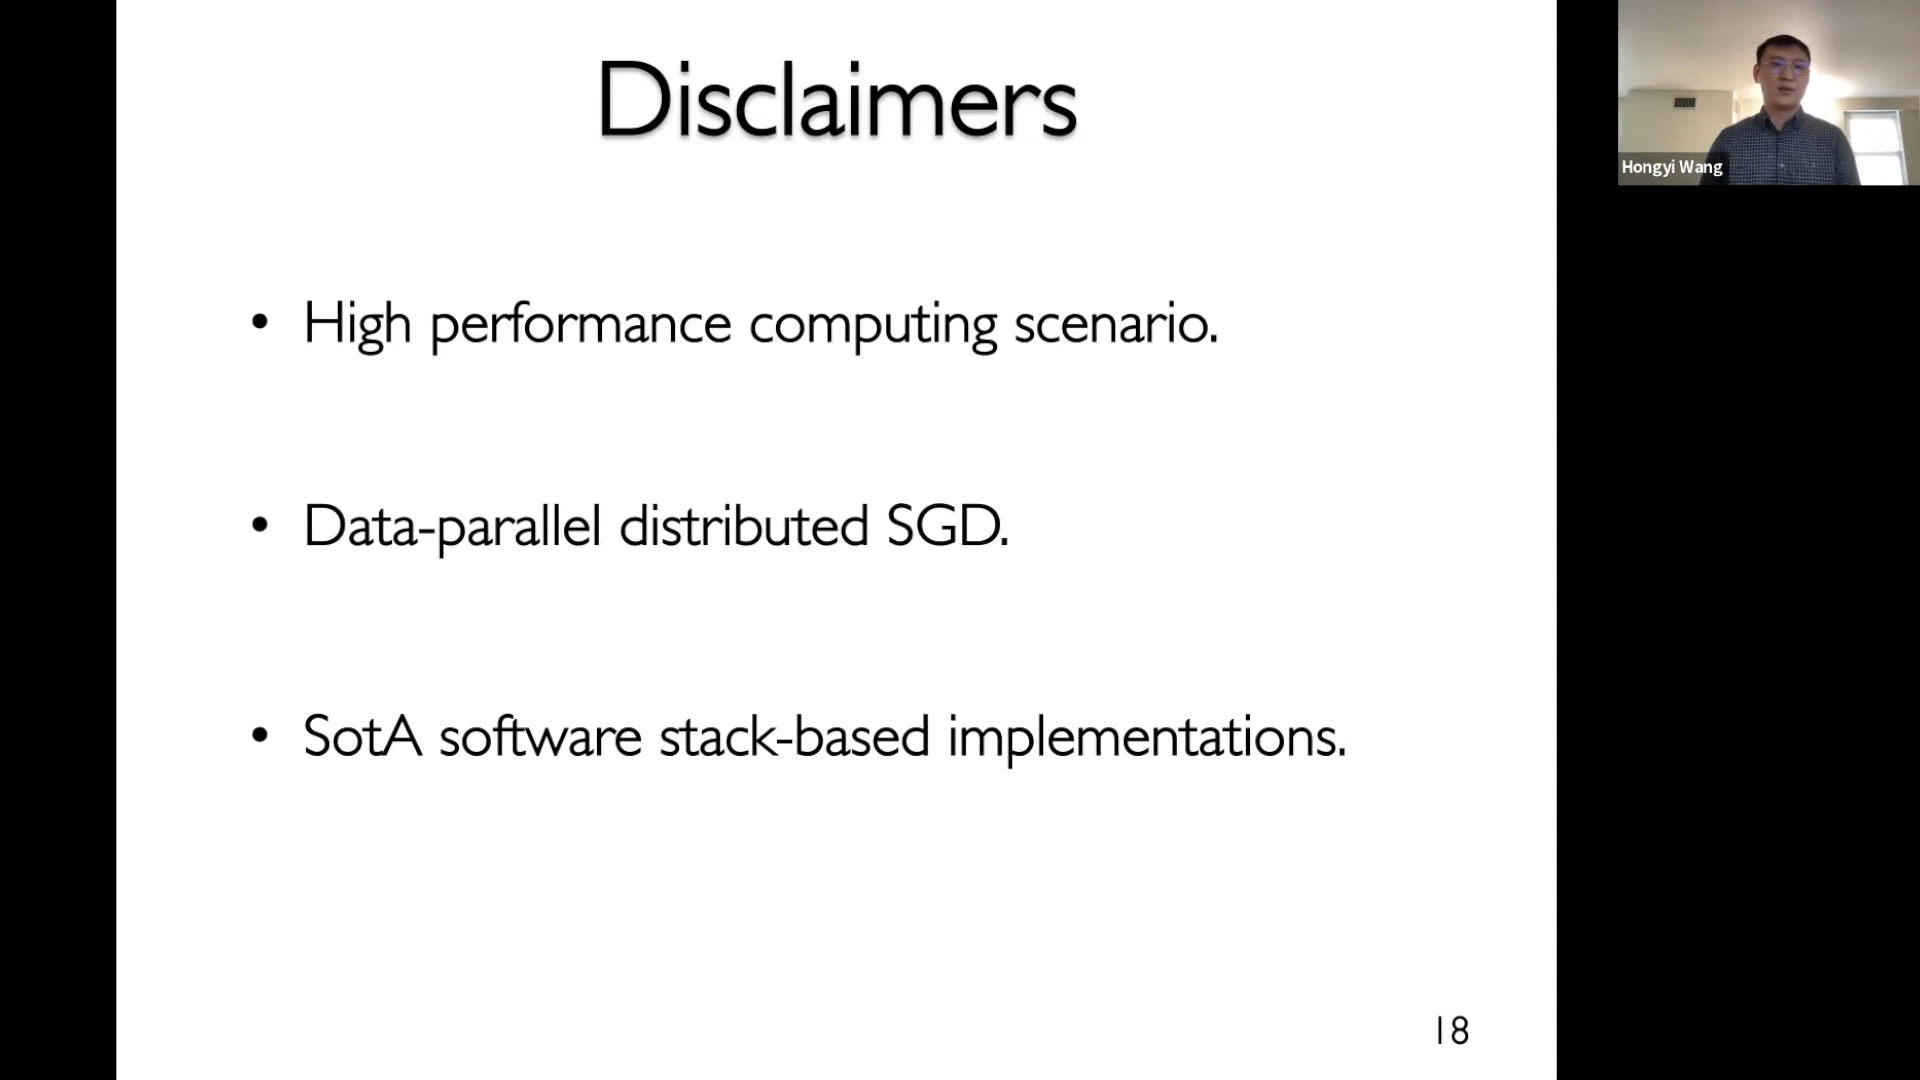 Disclaimers
• High performance computing scenario.
• Data-parallel distributed SGD.
• SotA software stack-based implementations.
18
Hongyi Wang